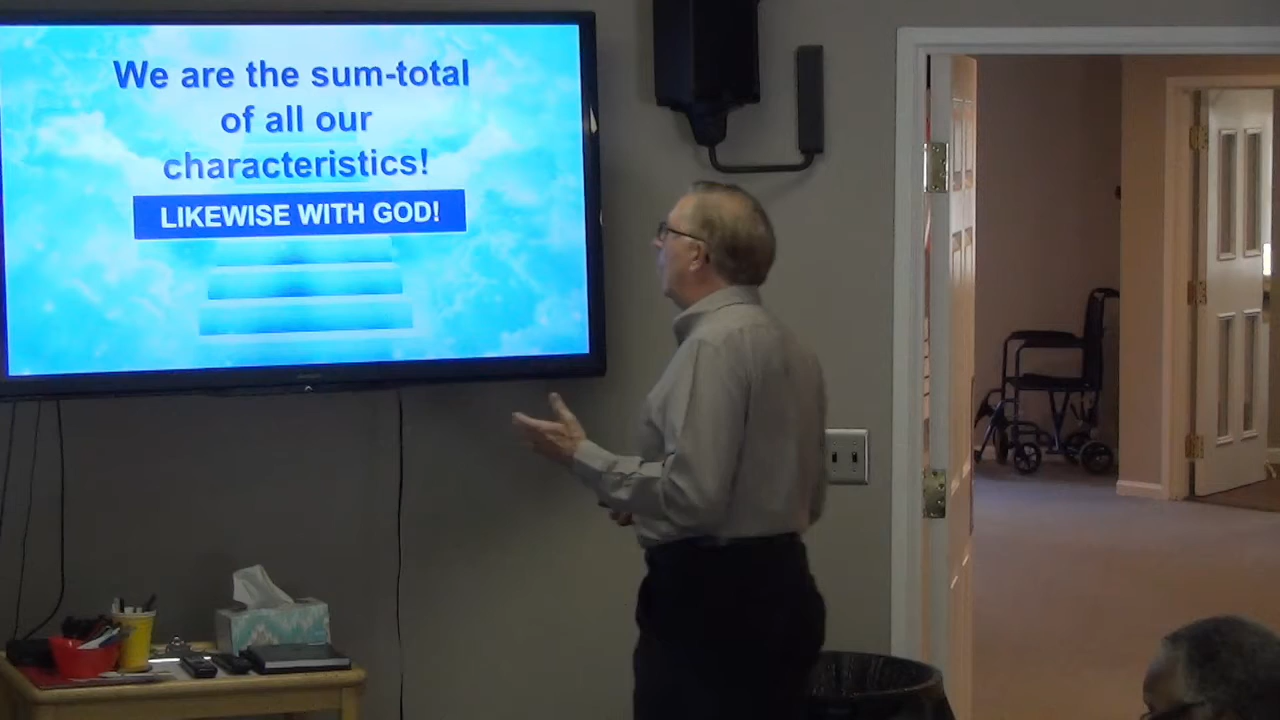 We are the sum-total
of all our
characteristics!
LIKEWISE WITH GOD!